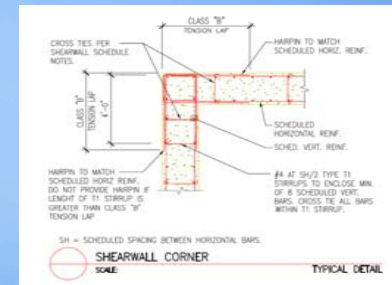 CLASS "B"
TENSION LAP
CROSS TIES PER
SHEARWALL SCHEDULE
NOTES.
HAIRPIN TO MATCH
SCHEDULED HORIZ. REINF.
CLASS "B"
TENSION LAP
4'-0"
SCHEDULED
HORIZONTAL REINF.
SCHED. VERT. REINF.
HAIRPIN TO MATCH
SCHEDULED HORIZ REINF.
DO NOT PROVIDE HAIRPIN IF
LENGHT OF T1 STIRRUP IS
GREATER THAN CLASS "B"
TENSION LAP
#4 AT SH/2 TYPE T1
STIRRUPS TO ENCLOSE MIN.
OF 8 SCHEDULED VERT.
BARS. CROSS TIE ALL BARS
WITHIN T1 STIRRUP.
SH = SCHEDULED SPACING BETWEEN HORIZONTAL BARS.
SHEARWALL CORNER
SCALE:
TYPICAL DETAIL